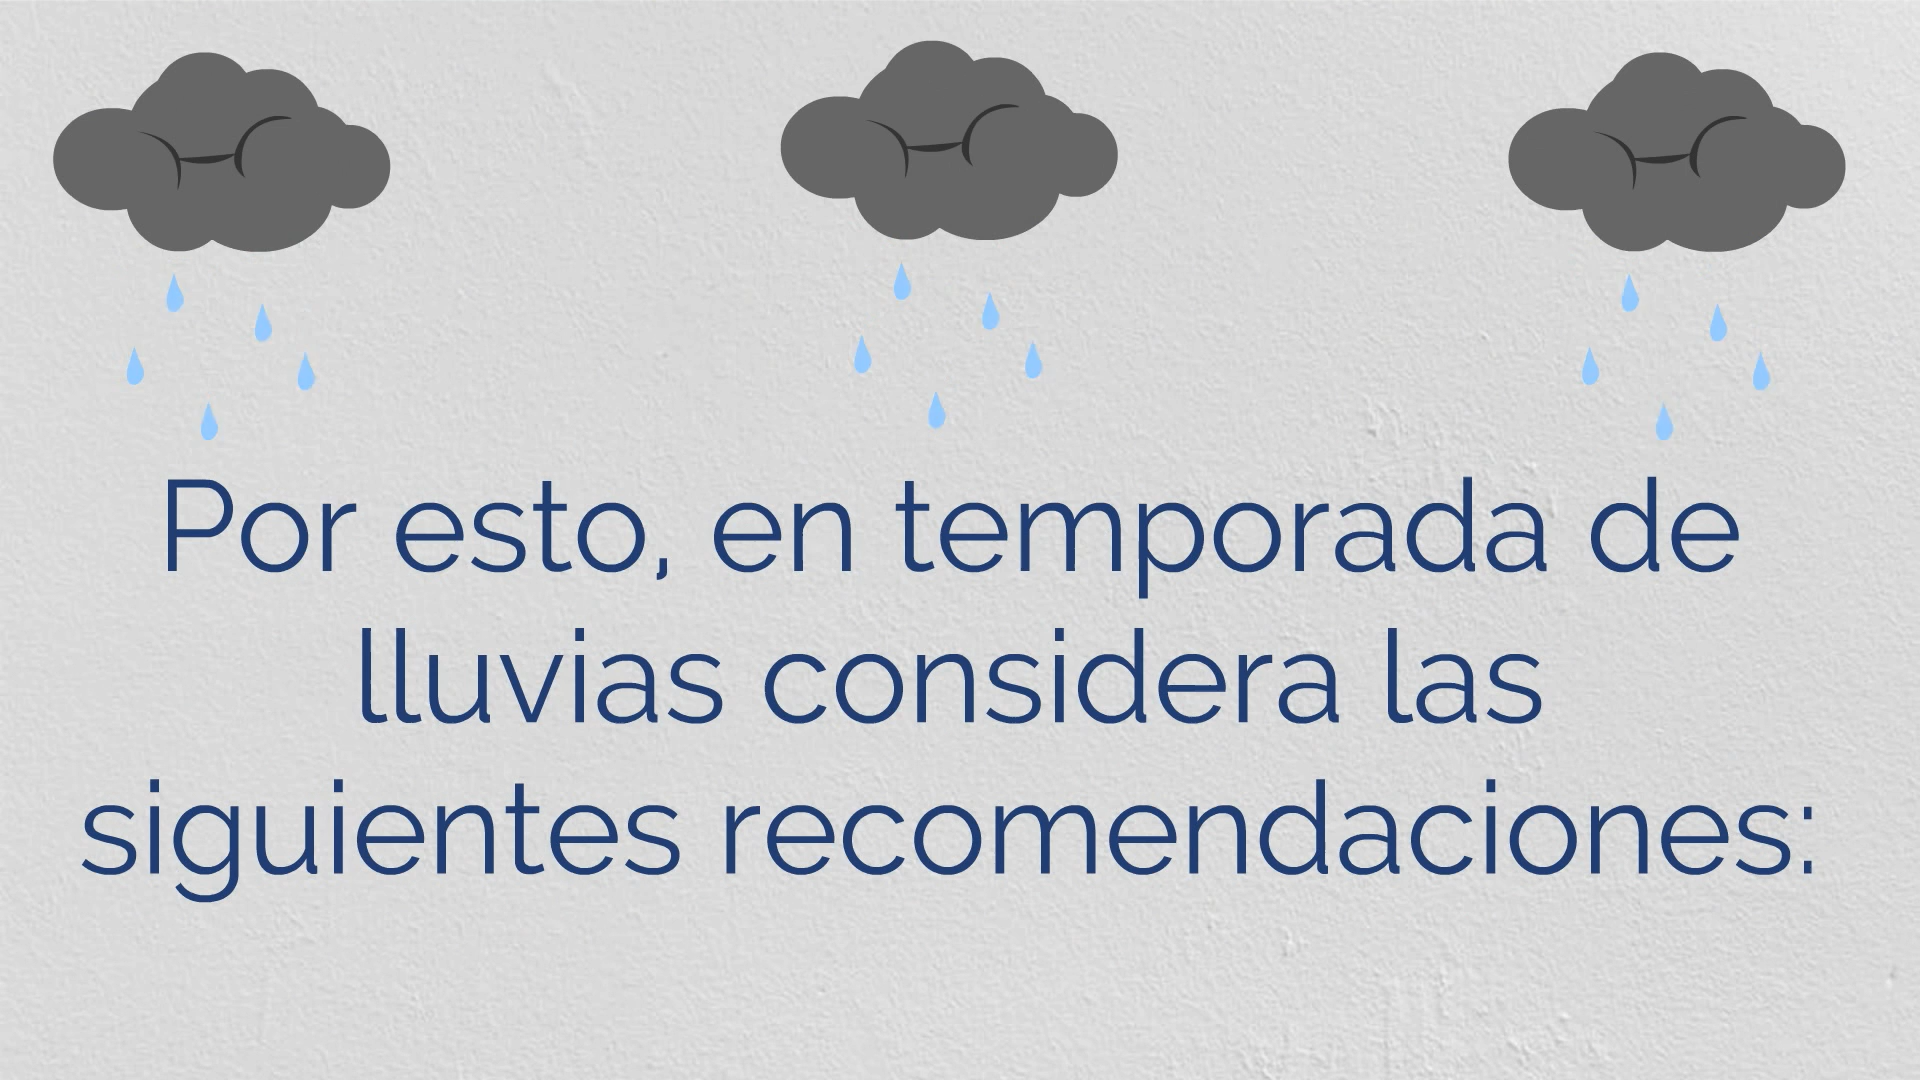 Por esto, en temporada de
lluvias considera las
siguientes recomendaciones: